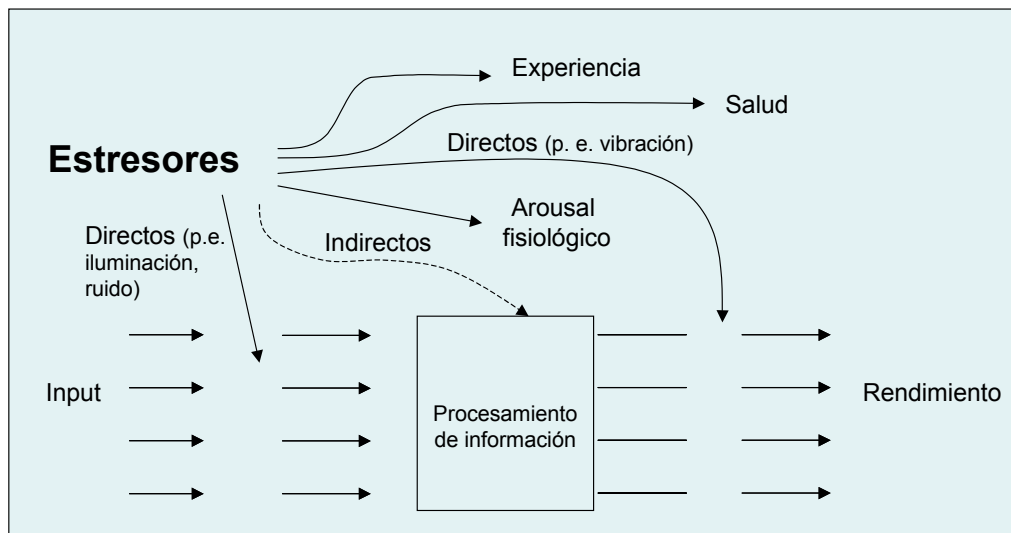 Experiencia
Salud
Directos (p. e. vibración)
Estresores
Arousal
fisiológico
Directos (p.e.
iluminación,
ruido)
Indirectos
Input
Procesamiento
de información
Rendimiento